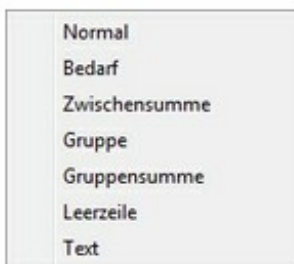 Normal
Bedarf
Zwischensumme
Gruppe
Gruppensumme
Leerzeile
Text